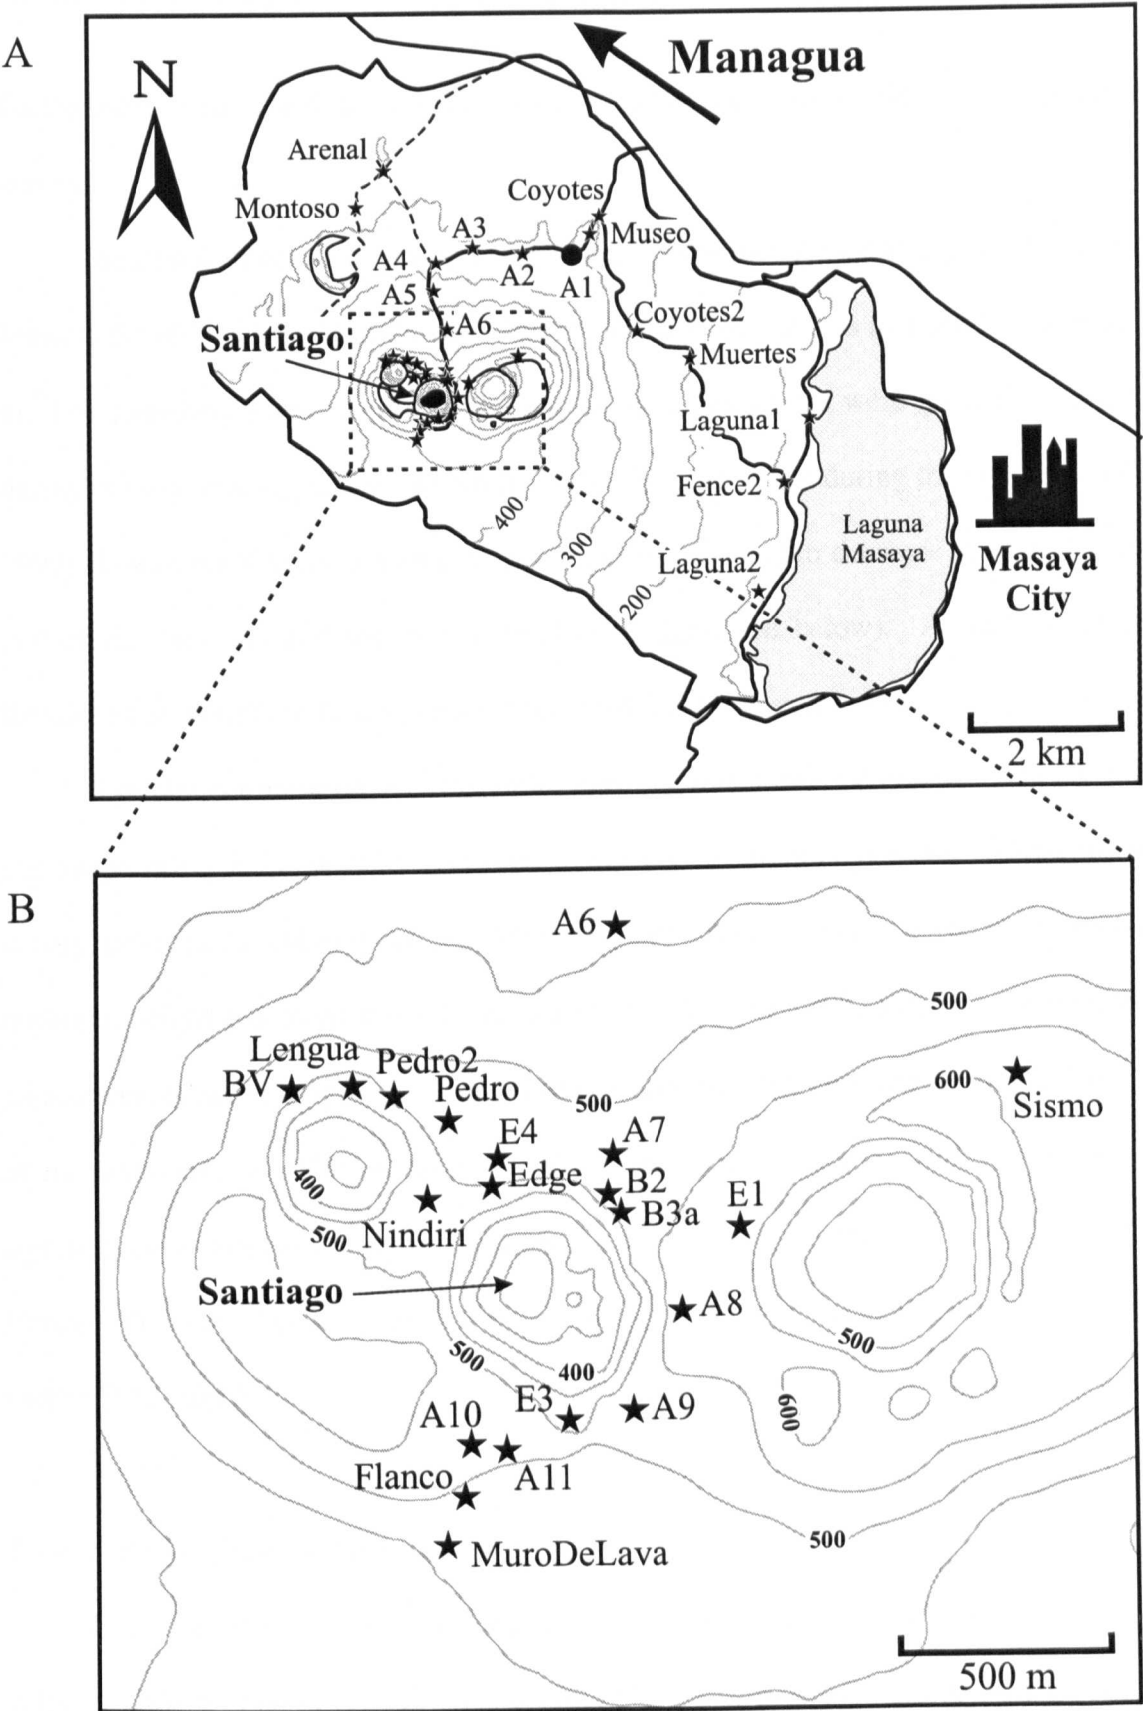 A
N
Managua
Arenal
Coyotes
Montoso
A3
Museo
A4
A2
A5
A1
Coyotes2
A6
Santiago
Muertes
Laguna1
Fence2
400
Laguna
Masaya
300
Laguna2
Masaya
City
200
2 km
B
A6
500
Lengua
Pedro2
BV
Pedro
600
Sismo
500
E4
A7
Edge
B2
400
E1
B3a
Nindiri
500
Santiago
A8
500
500
400
E3
A9
600
A10
Flanco
A11
500
MuroDeLava
500 m